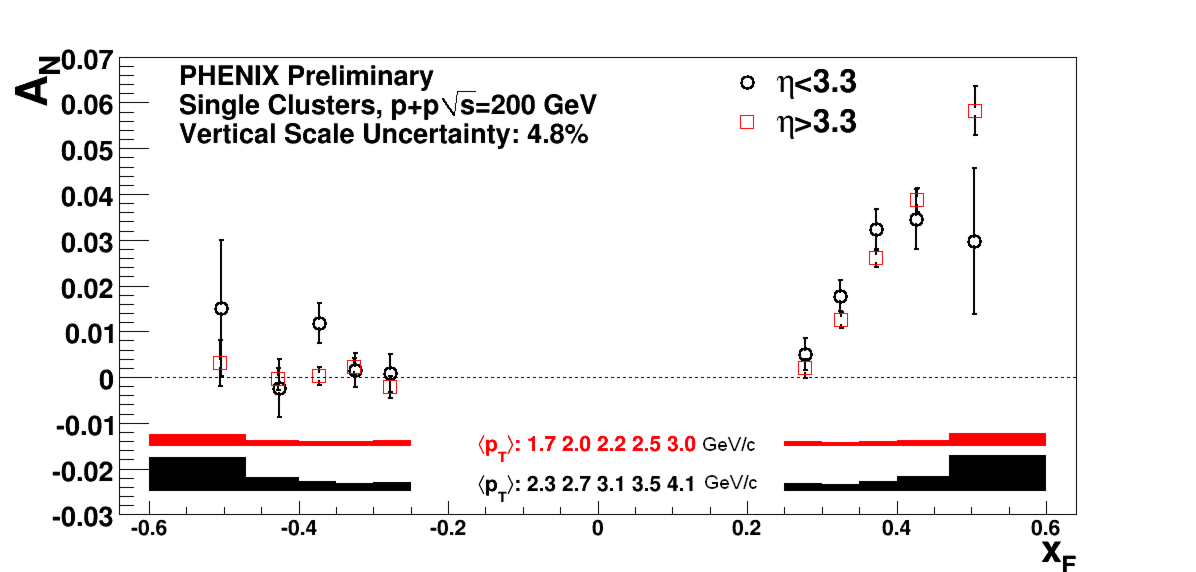 A_N
0.07
0.06
0.05
0.04
0.03
0.02
0.01
0
-0.01
-0.02
-0.03
PHENIX Preliminary
Single Clusters, p+p√s=200 GeV
Vertical Scale Uncertainty: 4.8%
η<3.3
η>3.3
⟨p_T⟩: 1.7 2.0 2.2 2.5 3.0 GeV/c
⟨p_T⟩: 2.3 2.7 3.1 3.5 4.1 GeV/c
-0.6 -0.4 -0.2 0 0.2 0.4 0.6
x_F